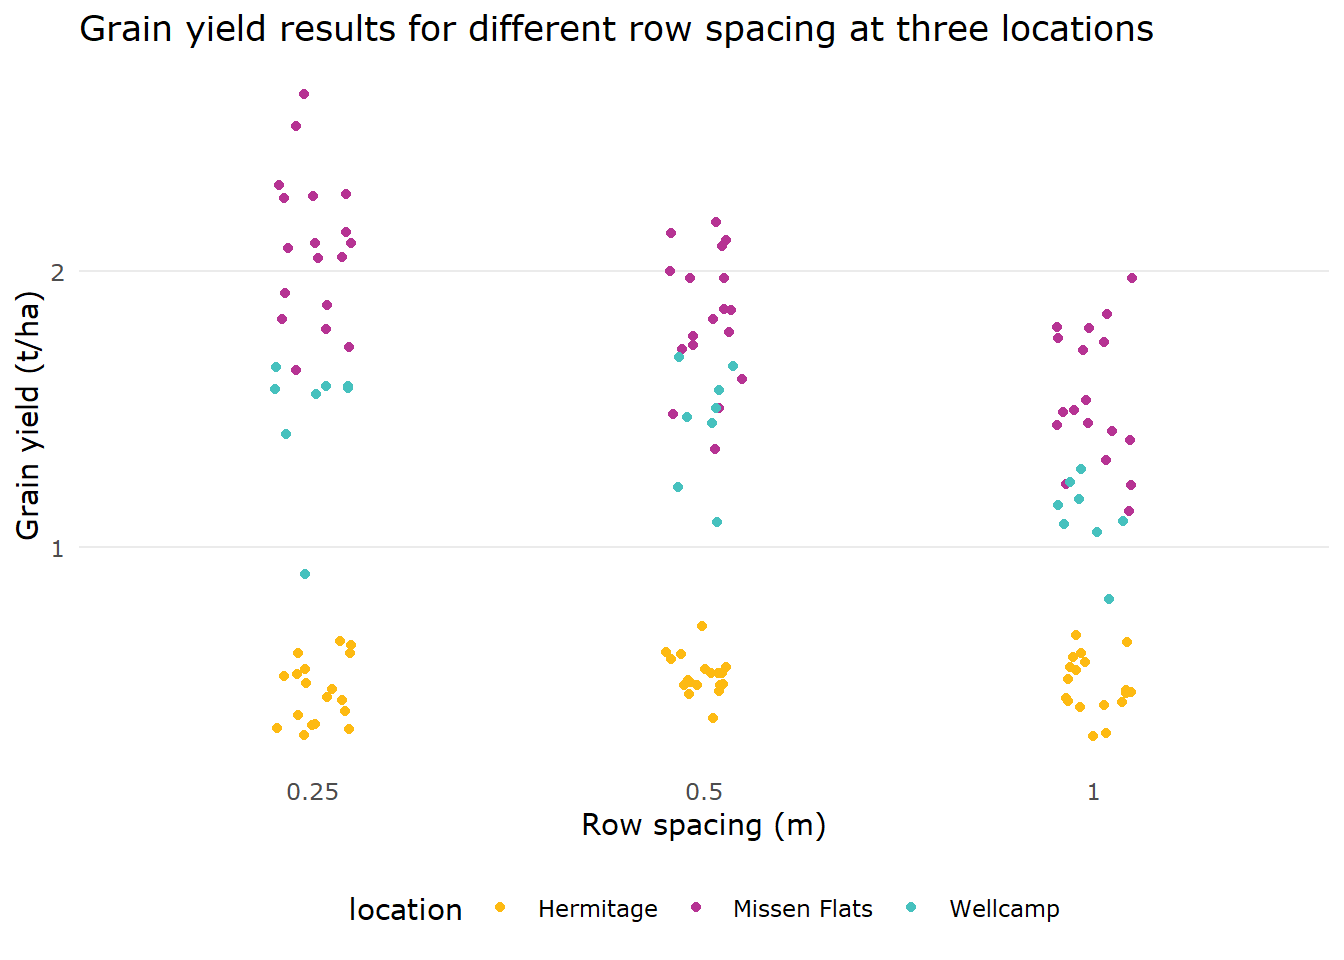 Grain yield results for different row spacing at three locations
Grain yield (t/ha)
2
1
0.25 0.5 1
Row spacing (m)
location Hermitage Missen Flats Wellcamp